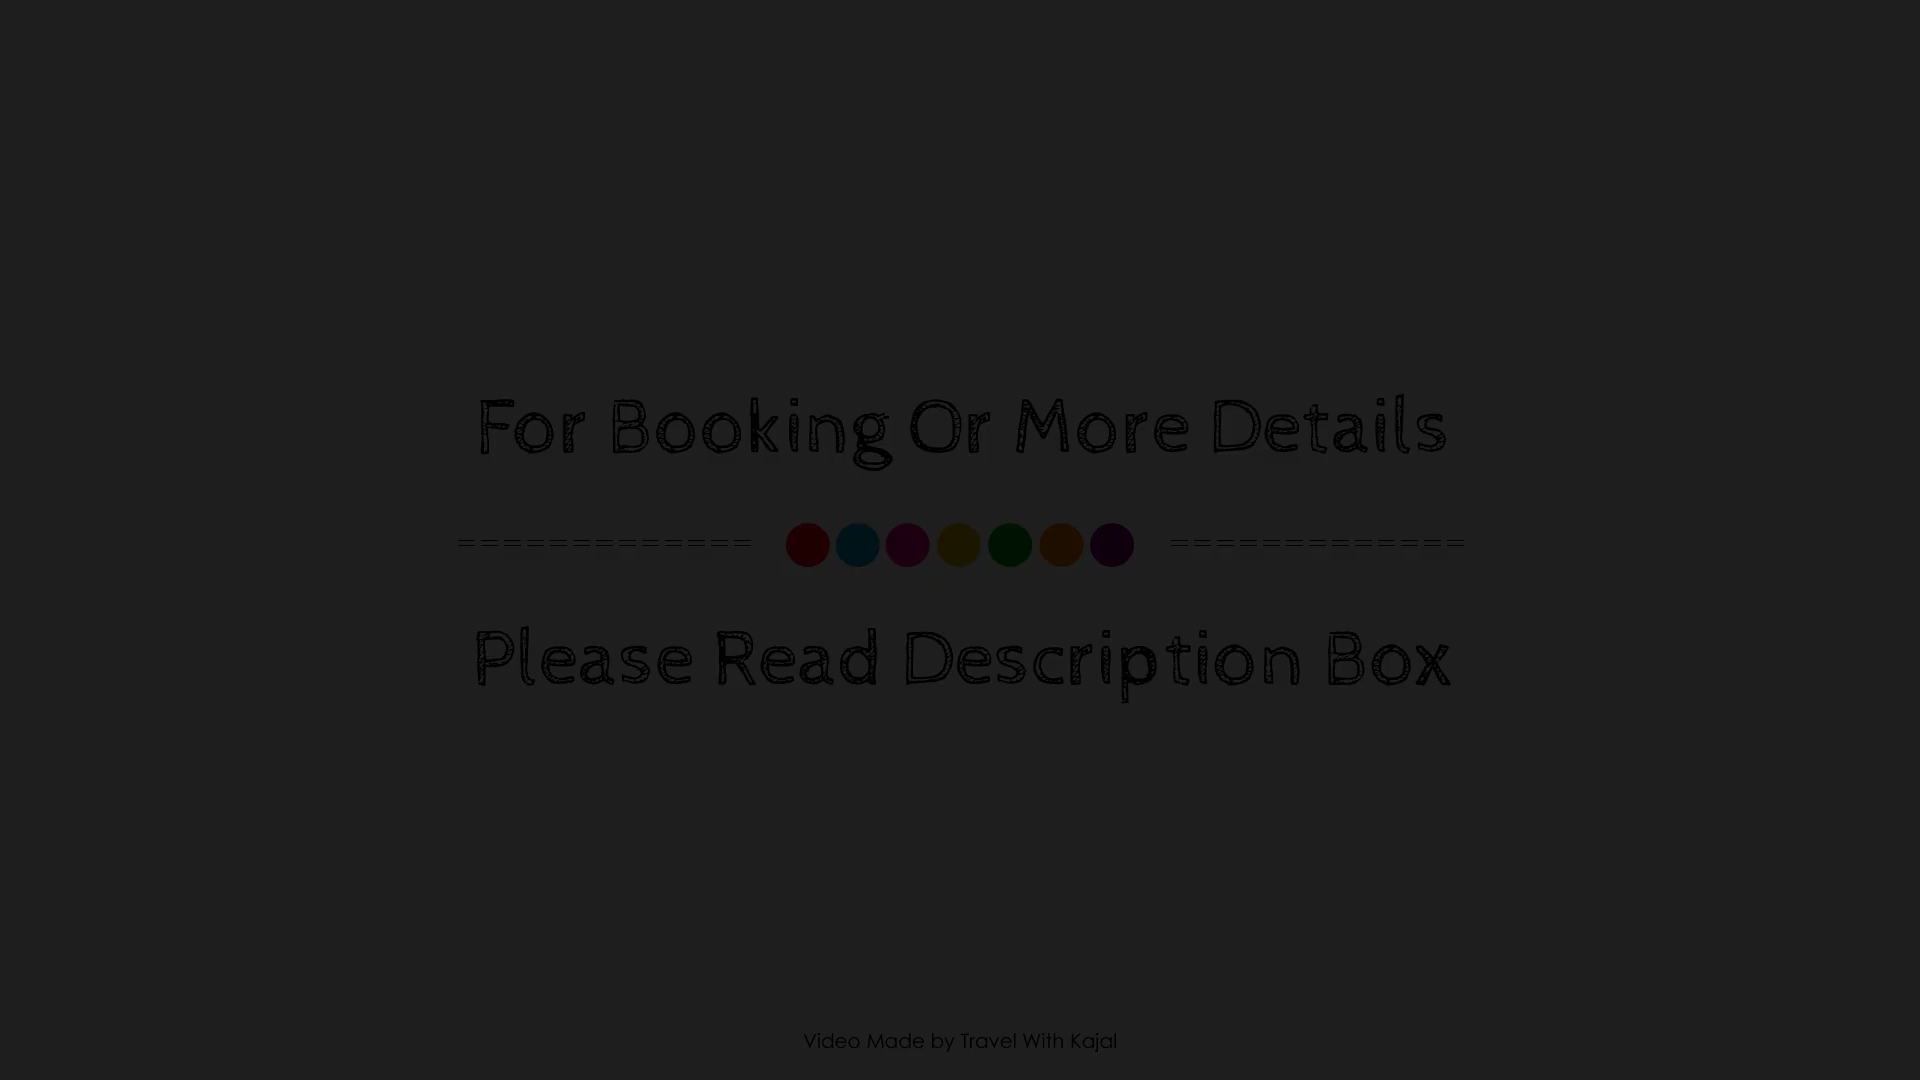 For Booking Or More Details
============= =============
Please Read Description Box
Video Made by Travel With Kajal